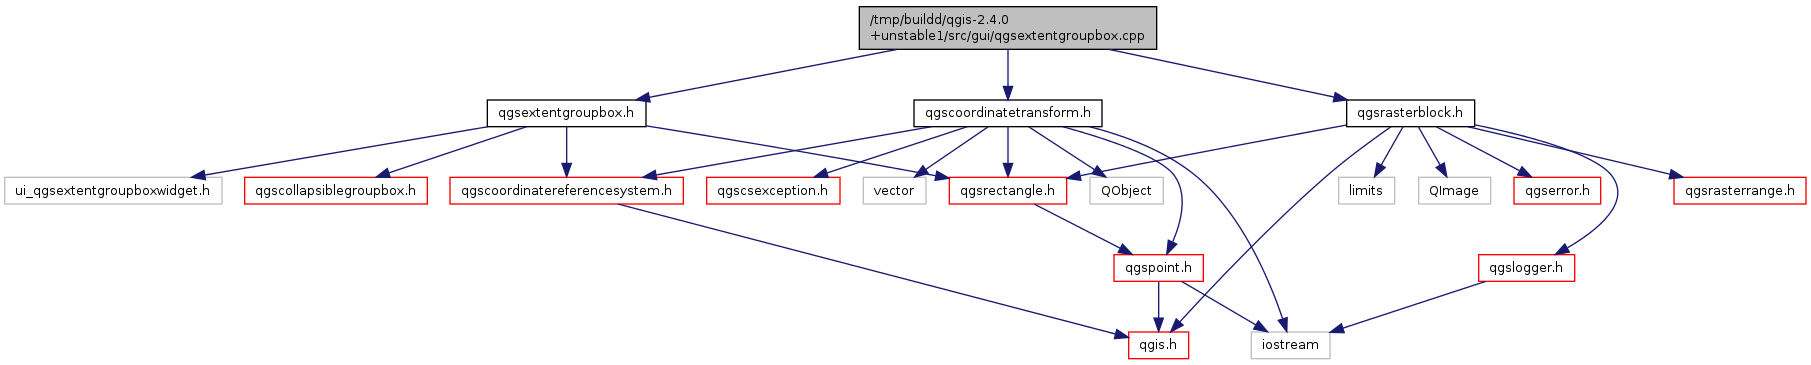 /tmp/buildd/qgis-2.4.0
+unstable1/src/gui/qgsextentgroupbox.cpp
qgsextentgroupbox.h
qgscoordinatetransform.h
qgsrasterblock.h
ui_qgsextentgroupboxwidget.h
qgscollapsiblegroupbox.h
qgscoordinatereferencesystem.h
qgscsexception.h
vector
qgsrectangle.h
QObject
limits
QImage
qgserror.h
qgsrasterrange.h
qgspoint.h
qgslogger.h
qgis.h
iostream